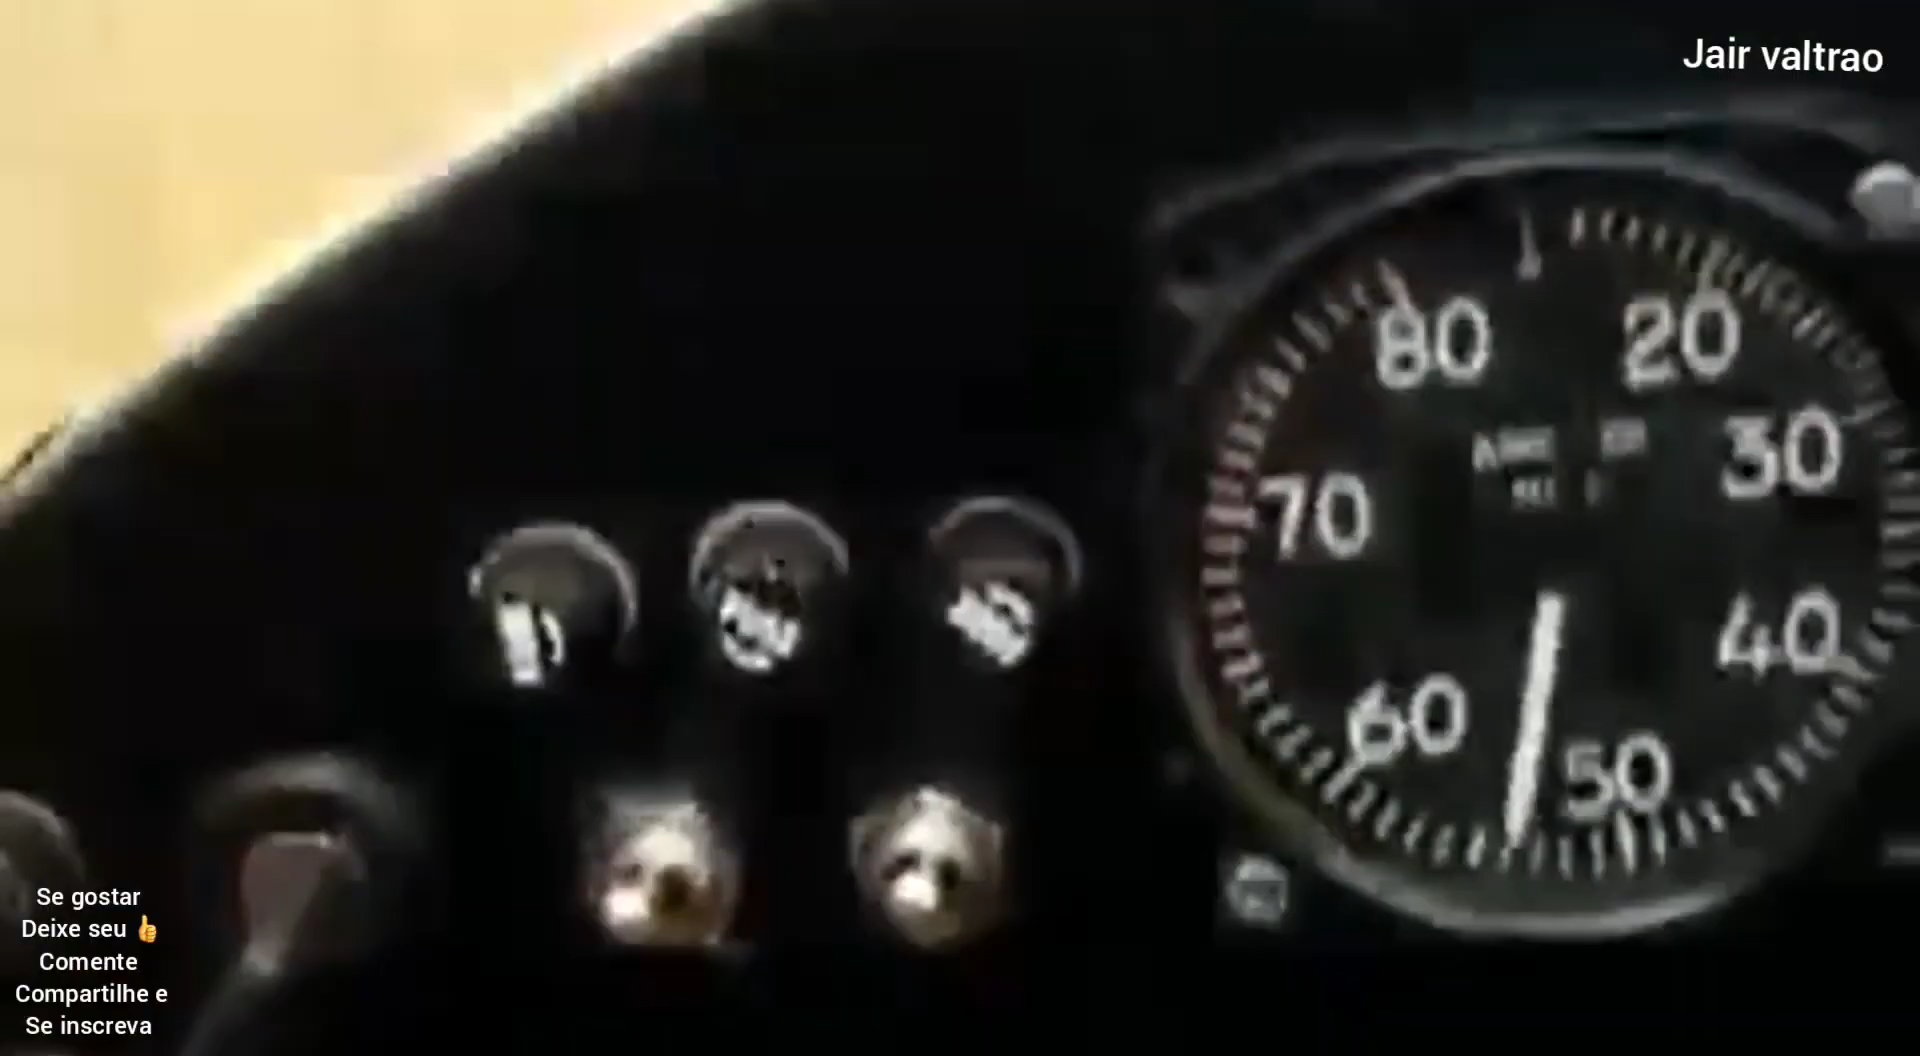 Jair valtrao
80
20
30
70
40
60
50
Se gostar
Deixe seu 👍
Comente
Compartilhe e
Se inscreva